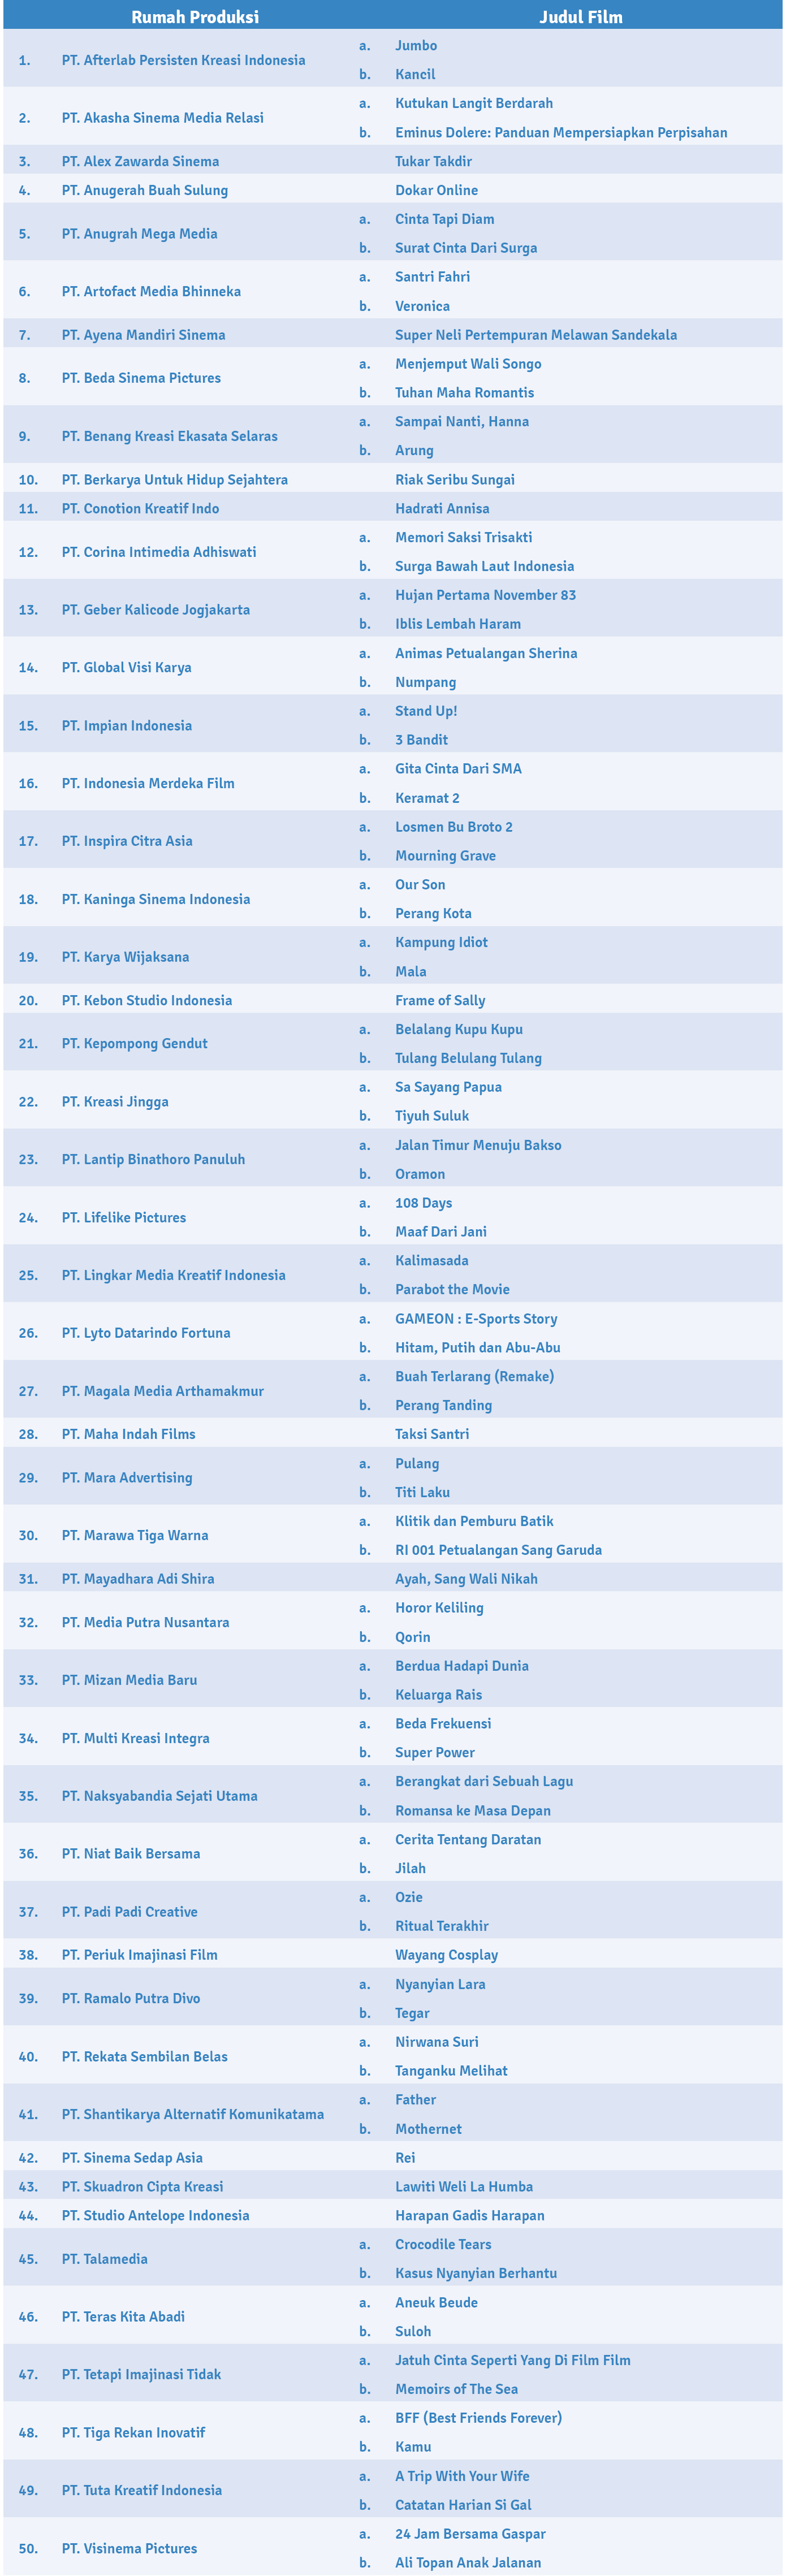 Rumah Produksi Judul Film
1. PT. Afterlab Persisten Kreasi Indonesia
a. Jumbo
b. Kancil
2. PT. Akasha Sinema Media Relasi
a. Kutukan Langit Berdarah
b. Eminus Dolere: Panduan Mempersiapkan Perpisahan
3. PT. Alex Zawarda Sinema Tukar Takdir
4. PT. Anugerah Buah Sulung Dokar Online
5. PT. Anugrah Mega Media
a. Cinta Tapi Diam
b. Surat Cinta Dari Surga
6. PT. Artofact Media Bhinneka
a. Santri Fahri
b. Veronica
7. PT. Ayena Mandiri Sinema Super Neli Pertempuran Melawan Sandekala
8. PT. Beda Sinema Pictures
a. Menjemput Wali Songo
b. Tuhan Maha Romantis
9. PT. Benang Kreasi Ekasata Selaras
a. Sampai Nanti, Hanna
b. Arung
10. PT. Berkarya Untuk Hidup Sejahtera Riak Seribu Sungai
11. PT. Conotion Kreatif Indo Hadrati Annisa
12. PT. Corina Intimedia Adhiswati
a. Memori Saksi Trisakti
b. Surga Bawah Laut Indonesia
13. PT. Geber Kalicode Jogjakarta
a. Hujan Pertama November 83
b. Iblis Lembah Haram
14. PT. Global Visi Karya
a. Animas Petualangan Sherina
b. Numpang
15. PT. Impian Indonesia
a. Stand Up!
b. 3 Bandit
16. PT. Indonesia Merdeka Film
a. Gita Cinta Dari SMA
b. Keramat 2
17. PT. Inspira Citra Asia
a. Losmen Bu Broto 2
b. Mourning Grave
18. PT. Kaninga Sinema Indonesia
a. Our Son
b. Perang Kota
19. PT. Karya Wijaksana
a. Kampung Idiot
b. Mala
20. PT. Kebon Studio Indonesia Frame of Sally
21. PT. Kepompong Gendut
a. Belalang Kupu Kupu
b. Tulang Belulang Tulang
22. PT. Kreasi Jingga
a. Sa Sayang Papua
b. Tiyuh Suluk
23. PT. Lantip Binathoro Panuluh
a. Jalan Timur Menuju Bakso
b. Oramon
24. PT. Lifelike Pictures
a. 108 Days
b. Maaf Dari Jani
25. PT. Lingkar Media Kreatif Indonesia
a. Kalimasada
b. Parabot the Movie
26. PT. Lyto Datarindo Fortuna
a. GAMEON : E-Sports Story
b. Hitam, Putih dan Abu-Abu
27. PT. Magala Media Arthamakmur
a. Buah Terlarang (Remake)
b. Perang Tanding
28. PT. Maha Indah Films Taksi Santri
29. PT. Mara Advertising
a. Pulang
b. Titi Laku
30. PT. Marawa Tiga Warna
a. Klitik dan Pemburu Batik
b. RI 001 Petualangan Sang Garuda
31. PT. Mayadhara Adi Shira Ayah, Sang Wali Nikah
32. PT. Media Putra Nusantara
a. Horor Keliling
b. Qorin
33. PT. Mizan Media Baru
a. Berdua Hadapi Dunia
b. Keluarga Rais
34. PT. Multi Kreasi Integra
a. Beda Frekuensi
b. Super Power
35. PT. Naksyabandia Sejati Utama
a. Berangkat dari Sebuah Lagu
b. Romansa ke Masa Depan
36. PT. Niat Baik Bersama
a. Cerita Tentang Daratan
b. Jilah
37. PT. Padi Padi Creative
a. Ozie
b. Ritual Terakhir
38. PT. Periuk Imajinasi Film Wayang Cosplay
39. PT. Ramalo Putra Divo
a. Nyanyian Lara
b. Tegar
40. PT. Rekata Sembilan Belas
a. Nirwana Suri
b. Tanganku Melihat
41. PT. Shantikarya Alternatif Komunikatama
a. Father
b. Mothernet
42. PT. Sinema Sedap Asia Rei
43. PT. Skuadron Cipta Kreasi Lawiti Weli La Humba
44. PT. Studio Antelope Indonesia Harapan Gadis Harapan
45. PT. Talamedia
a. Crocodile Tears
b. Kasus Nyanyian Berhantu
46. PT. Teras Kita Abadi
a. Aneuk Beude
b. Suloh
47. PT. Tetapi Imajinasi Tidak
a. Jatuh Cinta Seperti Yang Di Film Film
b. Memoirs of The Sea
48. PT. Tiga Rekan Inovatif
a. BFF (Best Friends Forever)
b. Kamu
49. PT. Tuta Kreatif Indonesia
a. A Trip With Your Wife
b. Catatan Harian Si Gal
50. PT. Visinema Pictures
a. 24 Jam Bersama Gaspar
b. Ali Topan Anak Jalanan